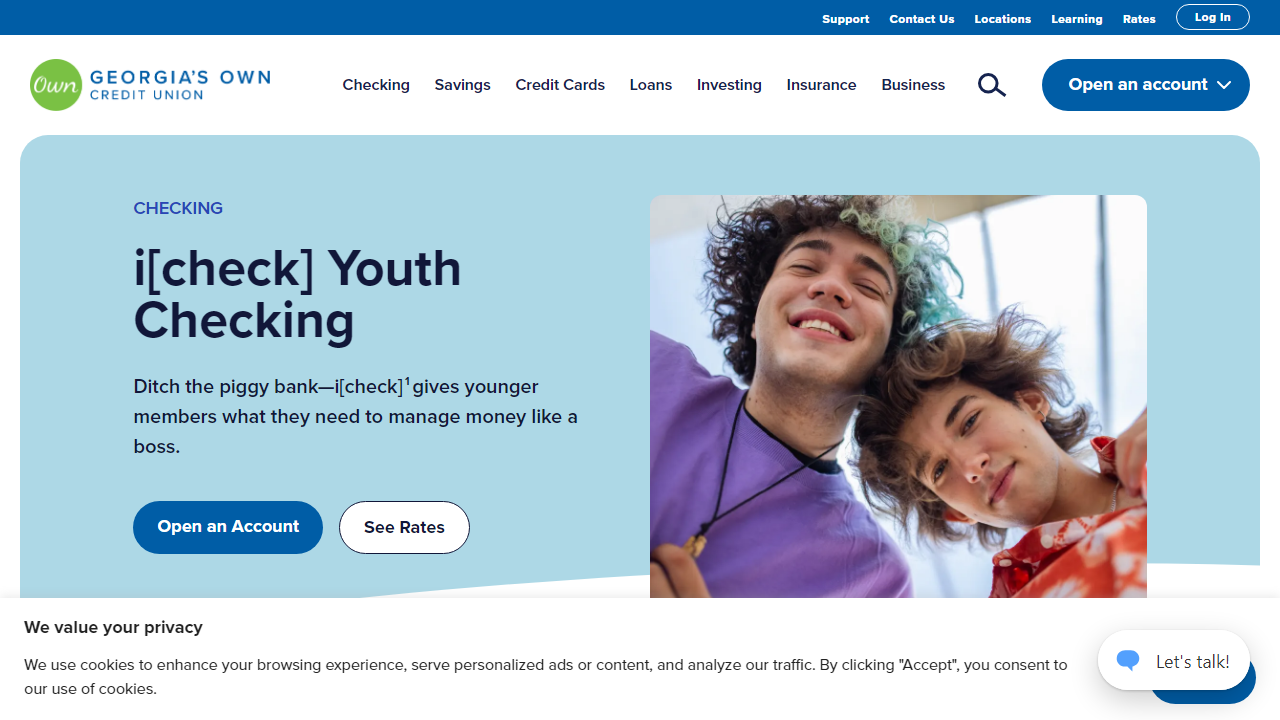 Support Contact Us Locations Learning Rates Log In
Own GEORGIA'S OWN
CREDIT UNION
Checking Savings Credit Cards Loans Investing Insurance Business Open an account
CHECKING
i[check] Youth
Checking
Ditch the piggy bank—i[check]¹ gives younger
members what they need to manage money like a
boss.
Open an Account See Rates
We value your privacy
We use cookies to enhance your browsing experience, serve personalized ads or content, and analyze our traffic. By clicking "Accept", you consent to
our use of cookies.
Let's talk!